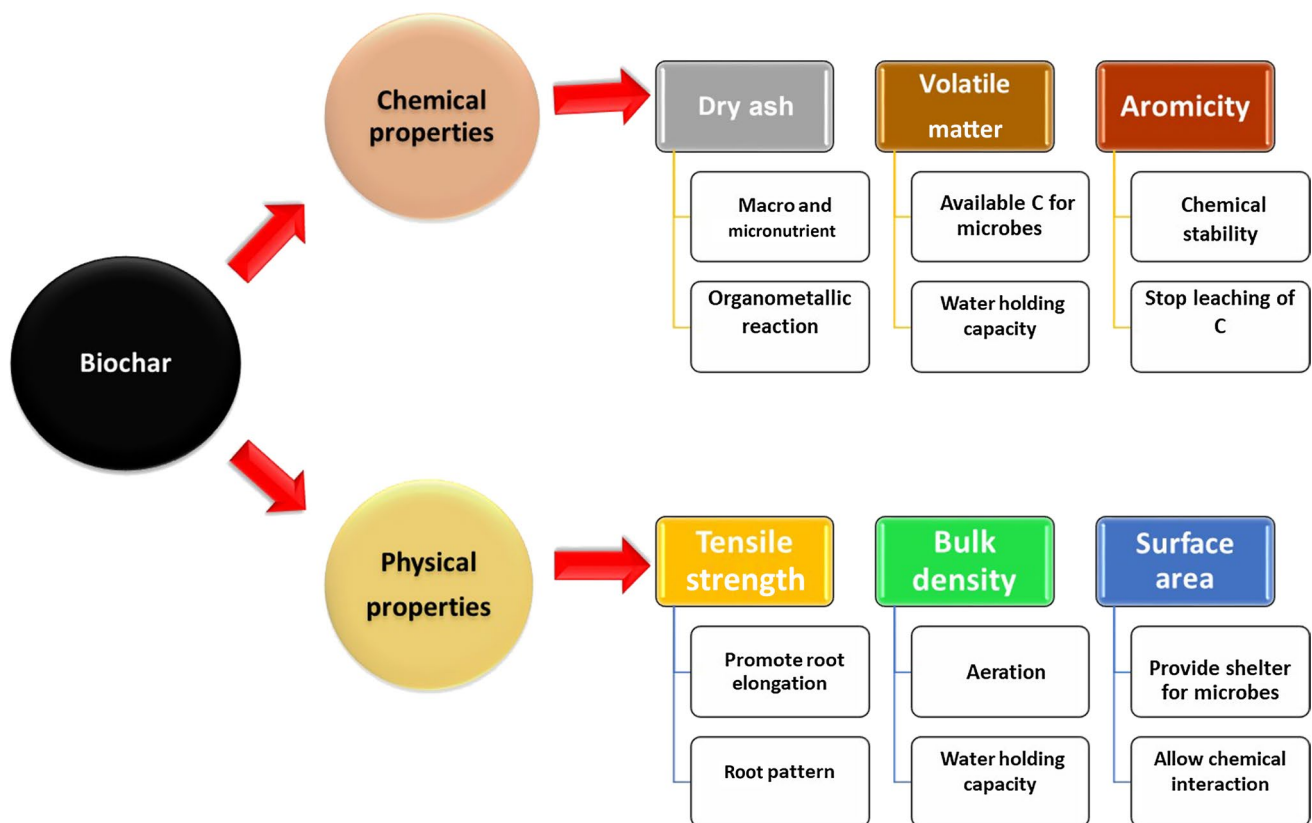 Biochar
Chemical
properties
Dry ash
Macro and
micronutrient
Organometallic
reaction
Volatile
matter
Available C for
microbes
Water holding
capacity
Aromicity
Chemical
stability
Stop leaching of
C
Physical
properties
Tensile
strength
Promote root
elongation
Root pattern
Bulk
density
Aeration
Water holding
capacity
Surface
area
Provide shelter
for microbes
Allow chemical
interaction